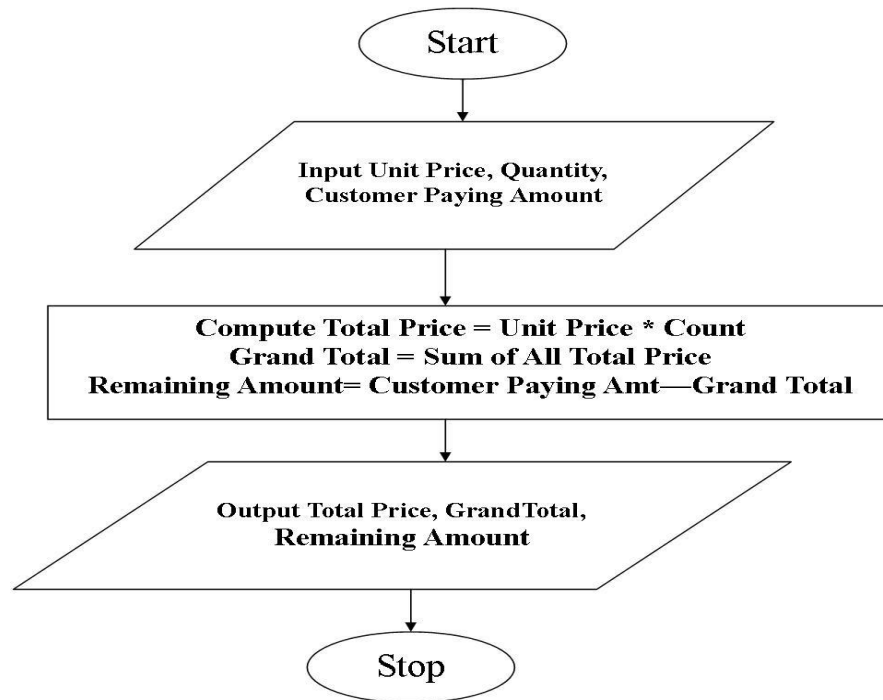 Start
Input Unit Price, Quantity,
Customer Paying Amount
Compute Total Price = Unit Price * Count
Grand Total = Sum of All Total Price
Remaining Amount= Customer Paying Amt—Grand Total
Output Total Price, GrandTotal,
Remaining Amount
Stop